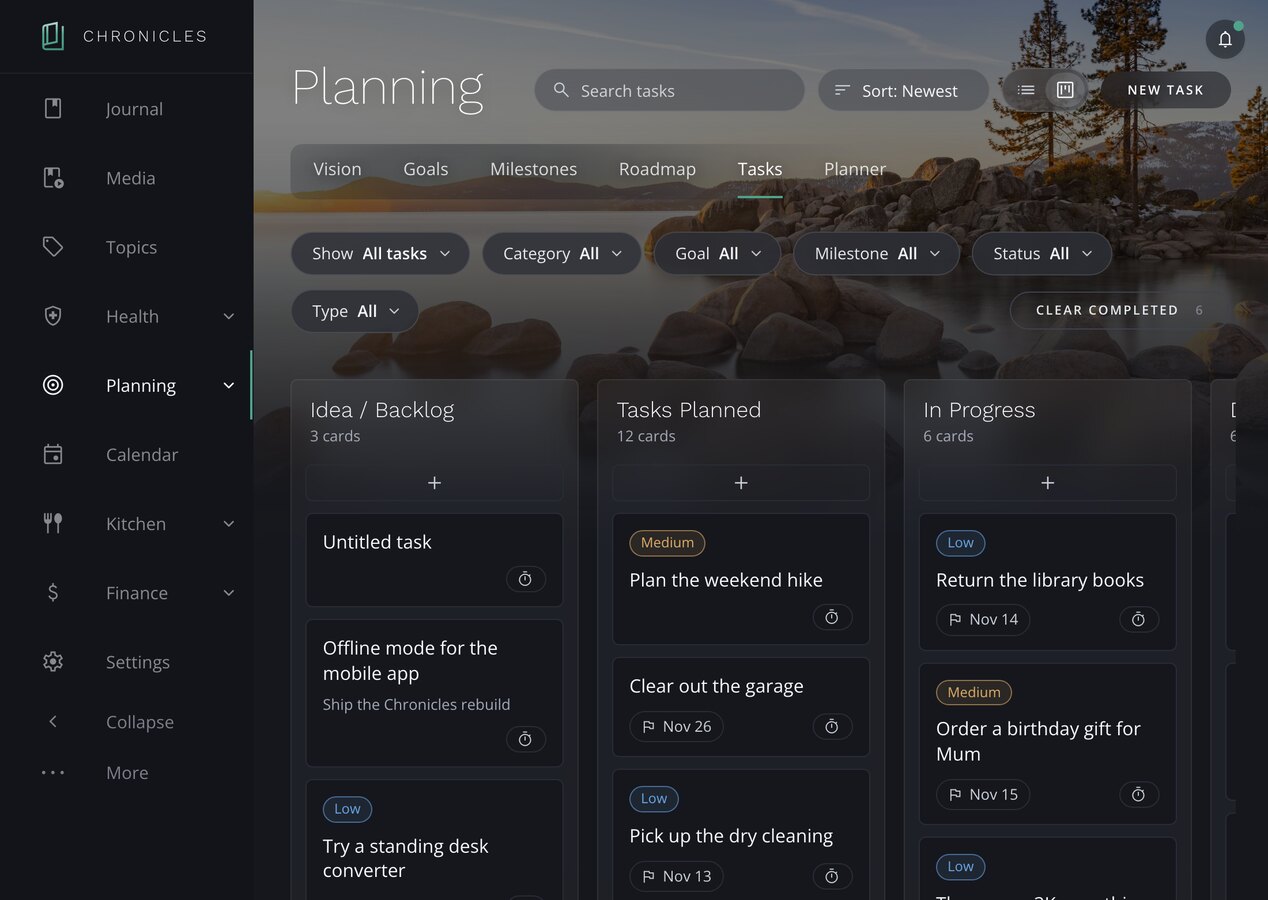 CHRONICLES
Journal
Media
Topics
Health
Planning
Calendar
Kitchen
Finance
Settings
Collapse
More
Planning
Search tasks
Sort: Newest
NEW TASK
Vision Goals Milestones Roadmap Tasks Planner
Show All tasks Category All Goal All Milestone All Status All
Type All
CLEAR COMPLETED 6
Idea / Backlog
3 cards
+
Untitled task
Offline mode for the
mobile app
Ship the Chronicles rebuild
Low
Try a standing desk
converter
Tasks Planned
12 cards
+
Medium
Plan the weekend hike
Clear out the garage
Nov 26
Low
Pick up the dry cleaning
Nov 13
In Progress
6 cards
+
Low
Return the library books
Nov 14
Medium
Order a birthday gift for
Mum
Nov 15
Low